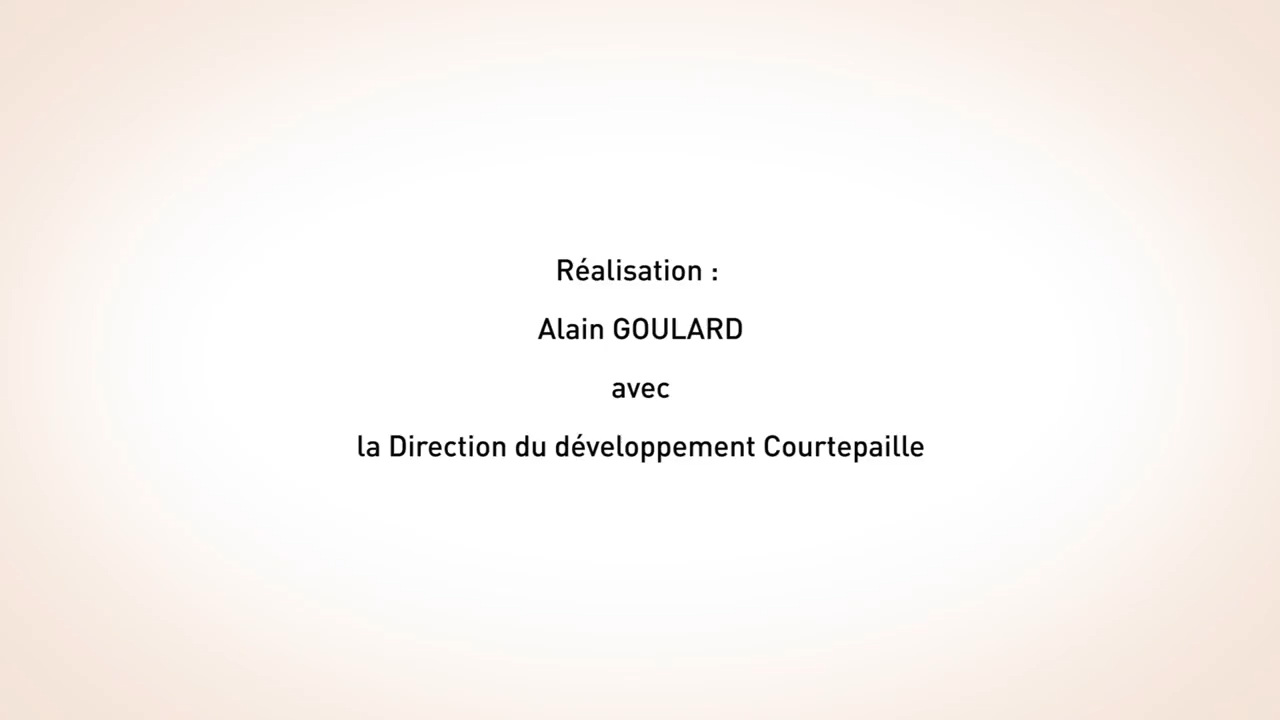 Réalisation :
Alain GOULARD
avec
la Direction du développement Courtepaille